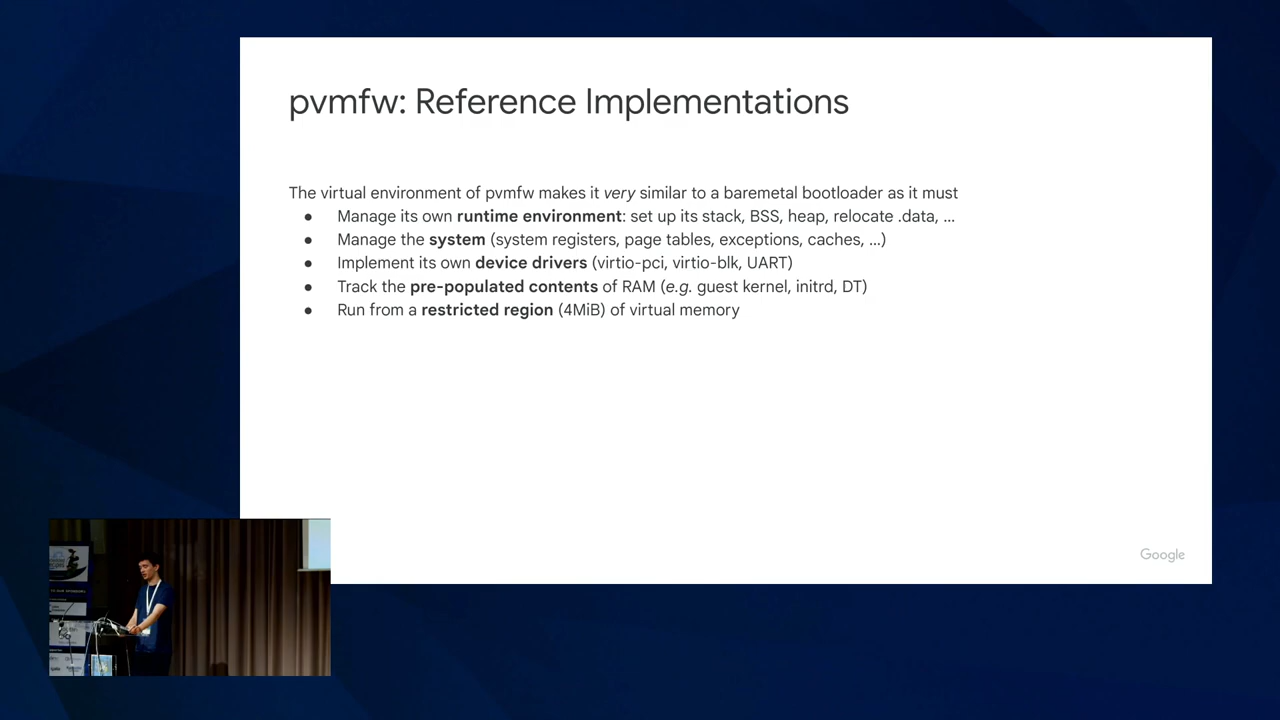 pvmfw: Reference Implementations
The virtual environment of pvmfw makes it very similar to a baremetal bootloader as it must
● Manage its own runtime environment: set up its stack, BSS, heap, relocate .data, ...
● Manage the system (system registers, page tables, exceptions, caches, ...)
● Implement its own device drivers (virtio-pci, virtio-blk, UART)
● Track the pre-populated contents of RAM (e.g. guest kernel, initrd, DT)
● Run from a restricted region (4MiB) of virtual memory
Google